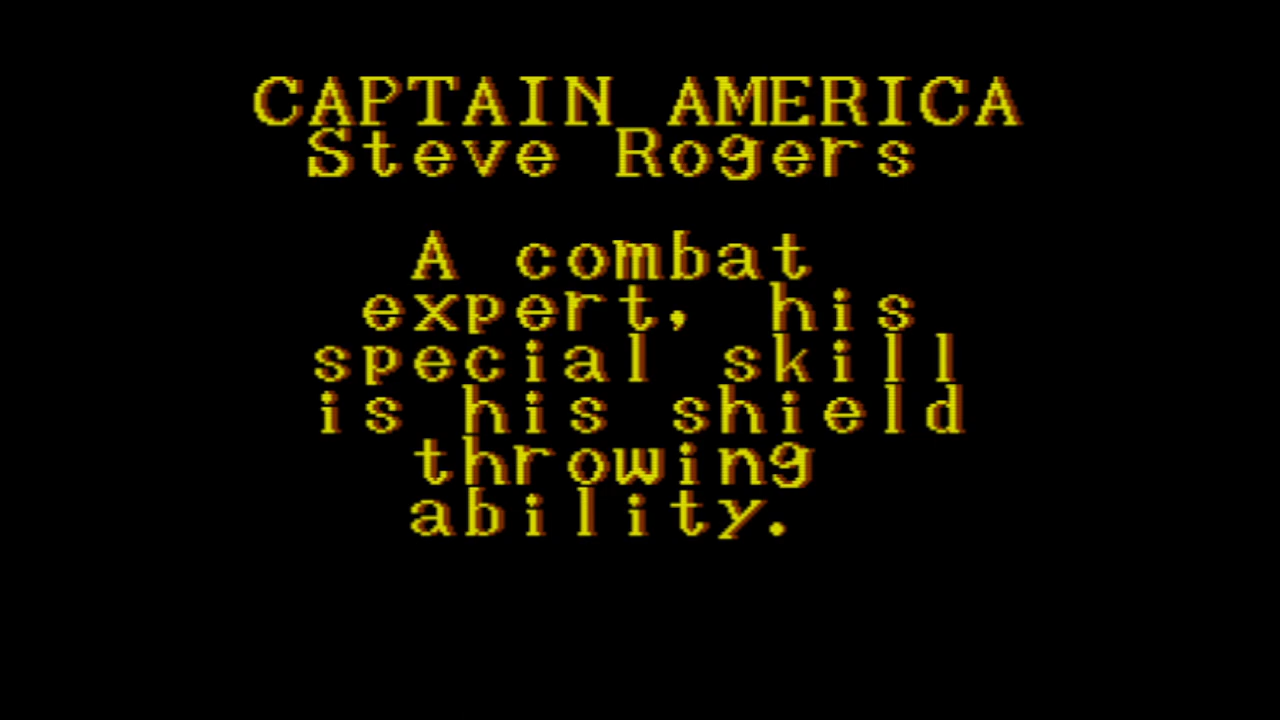 CAPTAIN AMERICA
Steve Rogers
A combat
expert, his
special skill
is his shield
throwing
ability.